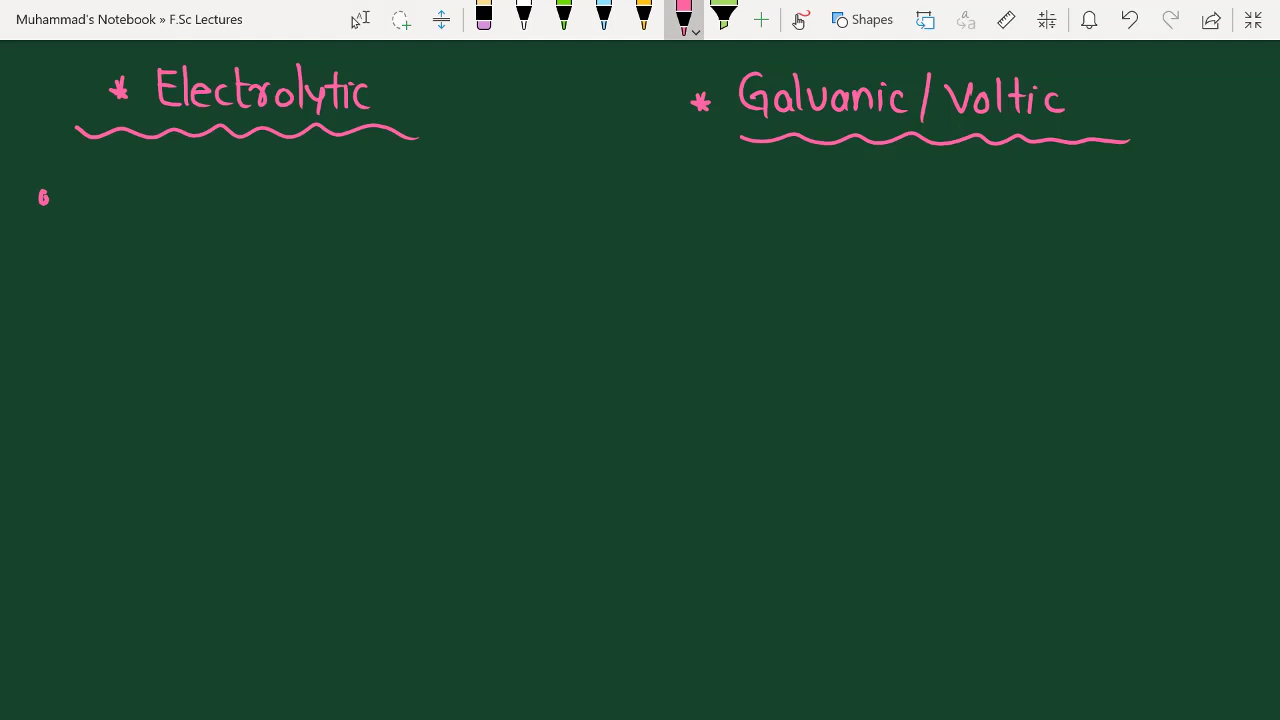 Muhammad's Notebook » F.Sc Lectures
Shapes
* Electrolytic
* Galvanic / Voltic